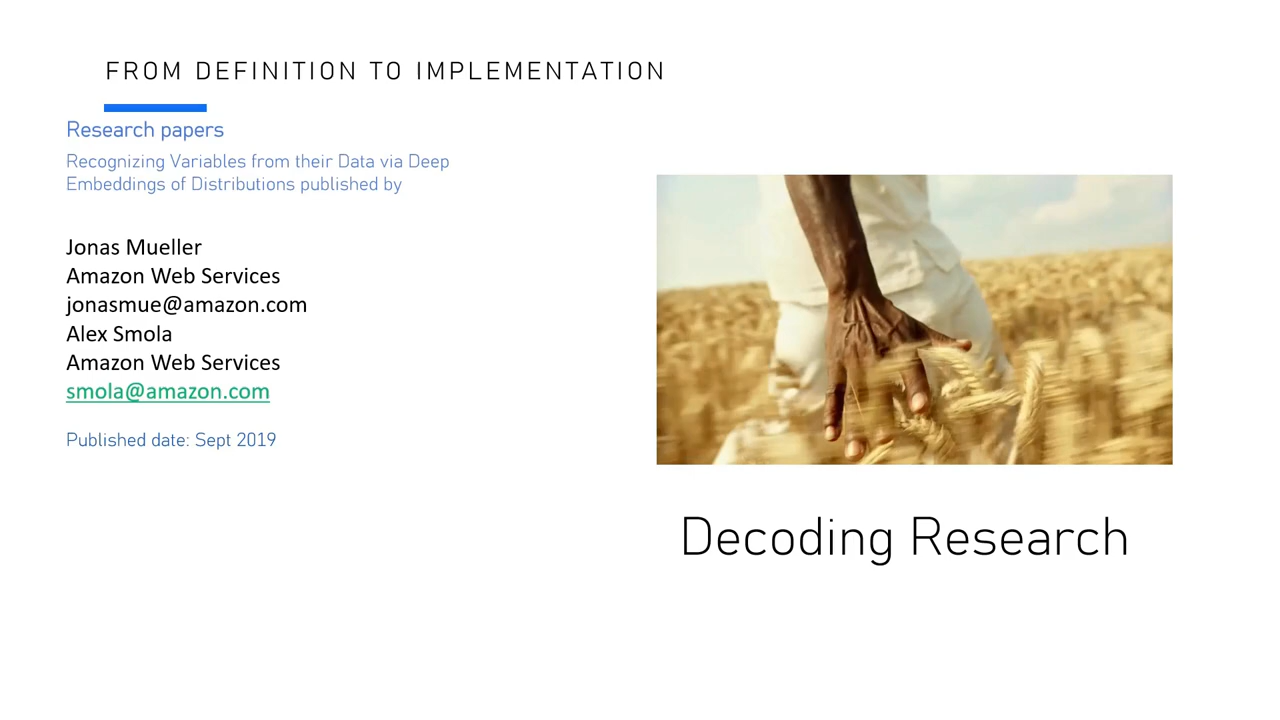 FROM DEFINITION TO IMPLEMENTATION
Research papers
Recognizing Variables from their Data via Deep
Embeddings of Distributions published by
Jonas Mueller
Amazon Web Services
jonasmue@amazon.com
Alex Smola
Amazon Web Services
smola@amazon.com
Published date: Sept 2019
Decoding Research